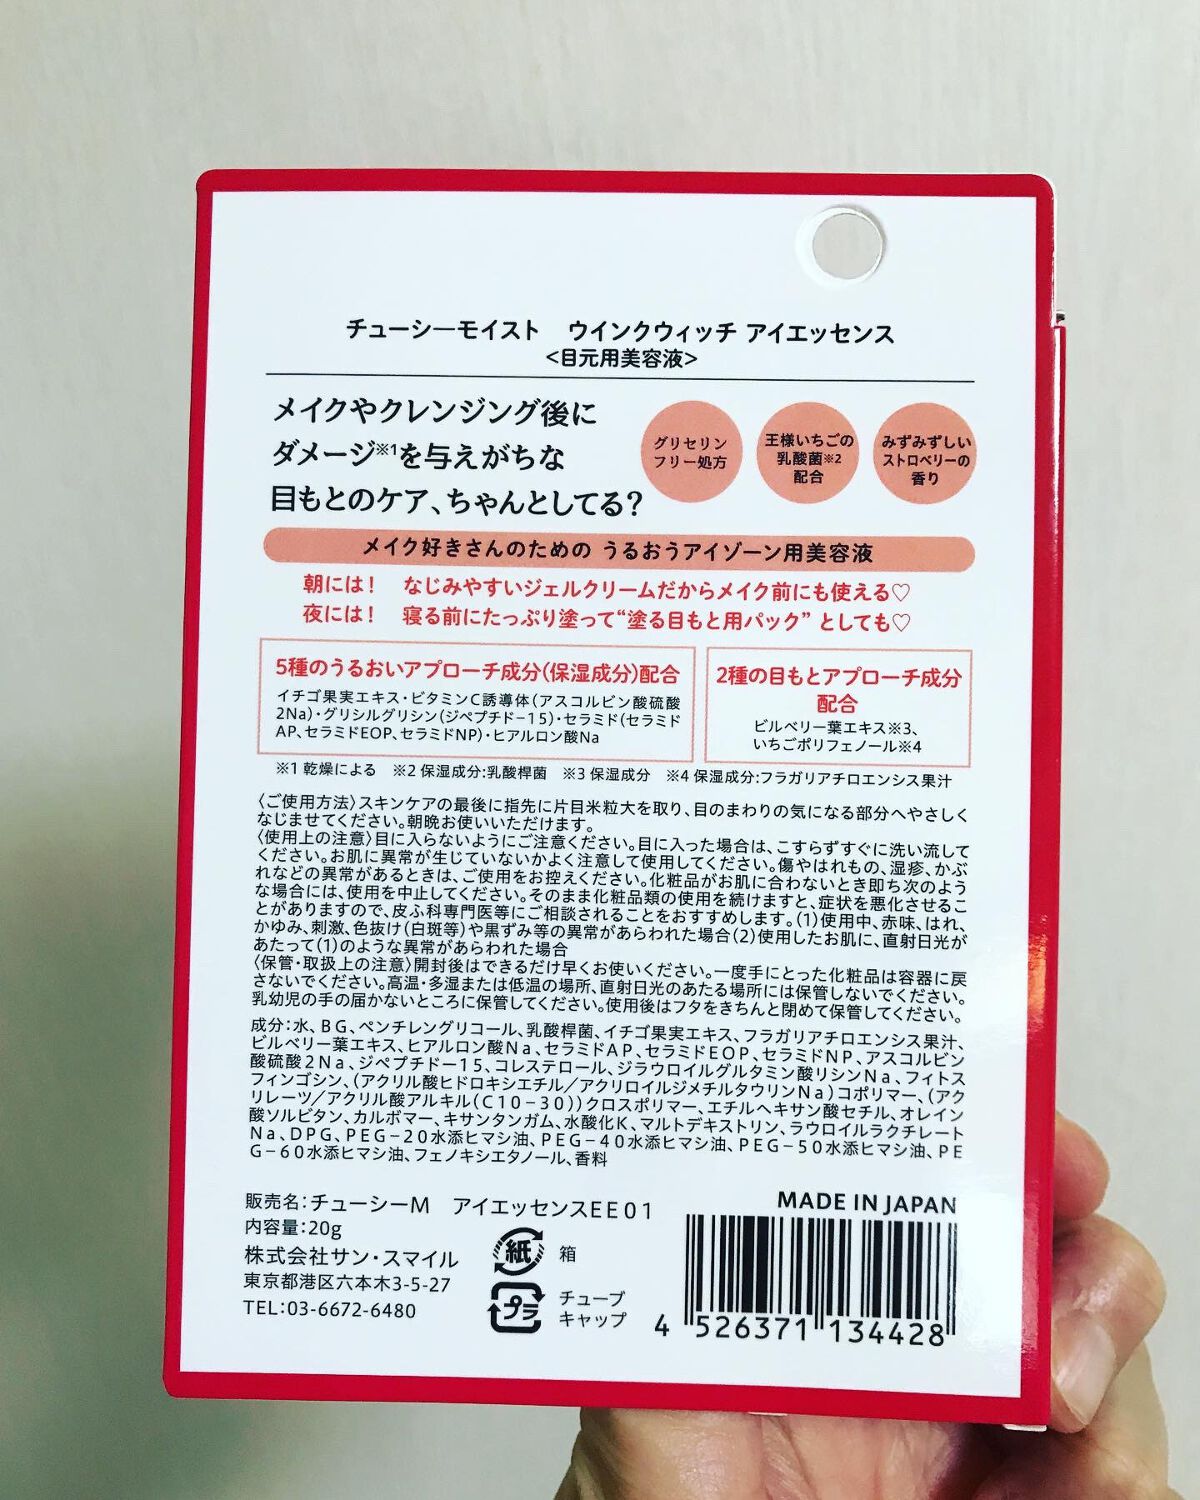 チューシーモイスト　ウインクウィッチ アイエッセンス
<目元用美容液>
メイクやクレンジング後に
ダメージ※1を与えがちな
目もとのケア、ちゃんとしてる?
グリセリン
フリー処方
王様いちごの
乳酸菌※2
配合
みずみずしい
ストロベリーの
香り
メイク好きさんのための うるおうアイゾーン用美容液
朝には！ なじみやすいジェルクリームだからメイク前にも使える♡
夜には！ 寝る前にたっぷり塗って“塗る目もと用パック” としても♡
5種のうるおいアプローチ成分(保湿成分)配合
イチゴ果実エキス・ビタミンC誘導体(アスコルビン酸硫酸
2Na)・グリシルグリシン(ジペプチド−15)・セラミド(セラミド
AP、セラミドEOP、セラミドNP)・ヒアルロン酸Na
2種の目もとアプローチ成分
配合
ビルベリー葉エキス※3、
いちごポリフェノール※4
※1 乾燥による ※2 保湿成分:乳酸桿菌 ※3 保湿成分 ※4 保湿成分:フラガリアチロエンシス果汁
〈ご使用方法〉スキンケアの最後に指先に片目米粒大を取り、目のまわりの気になる部分へやさしく
なじませてください。朝晩お使いいただけます。
〈使用上の注意〉目に入らないようにご注意ください。目に入った場合は、こすらずすぐに洗い流して
ください。お肌に異常が生じていないかよく注意して使用してください。傷やはれもの、湿疹、かぶ
れなどの異常があるときは、ご使用をお控えください。化粧品がお肌に合わないとき即ち次のよう
な場合には、使用を中止してください。そのまま化粧品類の使用を続けますと、症状を悪化させるこ
とがありますので、皮ふ科専門医等にご相談されることをおすすめします。(1)使用中、赤味、はれ、
かゆみ、刺激、色抜け(白斑等)や黒ずみ等の異常があらわれた場合(2)使用したお肌に、直射日光が
あたって(1)のような異常があらわれた場合
〈保管・取扱上の注意〉開封後はできるだけ早くお使いください。一度手にとった化粧品は容器に戻
さないでください。高温・多湿または低温の場所、直射日光のあたる場所には保管しないでください。
乳幼児の手の届かないところに保管してください。使用後はフタをきちんと閉めて保管してください。
成分：水、BG、ペンチレングリコール、乳酸桿菌、イチゴ果実エキス、フラガリアチロエンシス果汁、
ビルベリー葉エキス、ヒアルロン酸Na、セラミドAP、セラミドEOP、セラミドNP、アスコルビン
酸硫酸2Na、ジペプチド−15、コレステロール、ジラウロイルグルタミン酸リシンNa、フィトス
フィンゴシン、(アクリル酸ヒドロキシエチル／アクリロイルジメチルタウリンNa)コポリマー、(アク
リレーツ／アクリル酸アルキル(C10−30))クロスポリマー、エチルヘキサン酸セチル、オレイン
酸ソルビタン、カルボマー、キサンタンガム、水酸化K、マルトデキストリン、ラウロイルラクチレート
Na、DPG、PEG−20水添ヒマシ油、PEG−40水添ヒマシ油、PEG−50水添ヒマシ油、PE
G−60水添ヒマシ油、フェノキシエタノール、香料
販売名：チューシーM アイエッセンスEE01
内容量：20g
株式会社サン・スマイル
東京都港区六本木3-5-27
TEL：03-6672-6480
紙
箱
プラ
チューブ
キャップ
MADE IN JAPAN
4 526371 134428